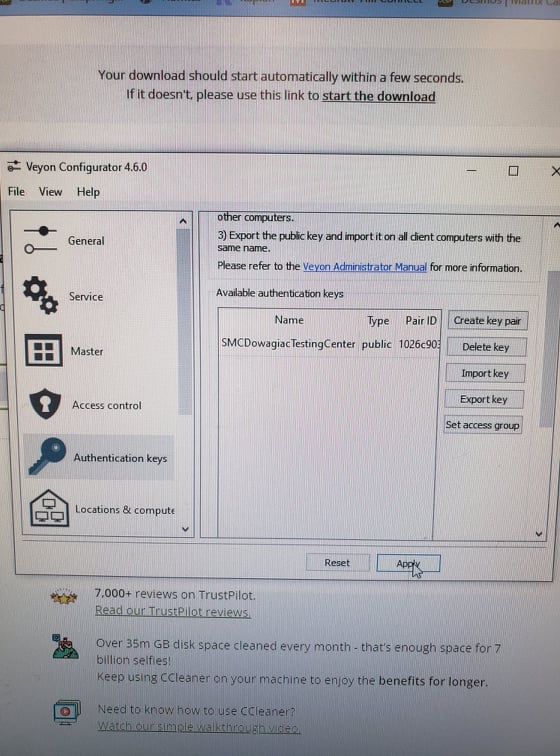 Your download should start automatically within a few seconds.
If it doesn't, please use this link to start the download
Veyon Configurator 4.6.0
File View Help
General
Service
Master
Access control
Authentication keys
Locations & compute
other computers.
3) Export the public key and import it on all client computers with the
same name.
Please refer to the Veyon Administrator Manual for more information.
Available authentication keys
Name Type Pair ID
SMCDowagiacTestingCenter public 1026c903
Create key pair
Delete key
Import key
Export key
Set access group
Reset Apply
7,000+ reviews on TrustPilot.
Read our TrustPilot reviews.
Over 35m GB disk space cleaned every month - that's enough space for 7
billion selfies!
Keep using CCleaner on your machine to enjoy the benefits for longer.
Need to know how to use CCleaner?
Watch our simple walkthrough video.